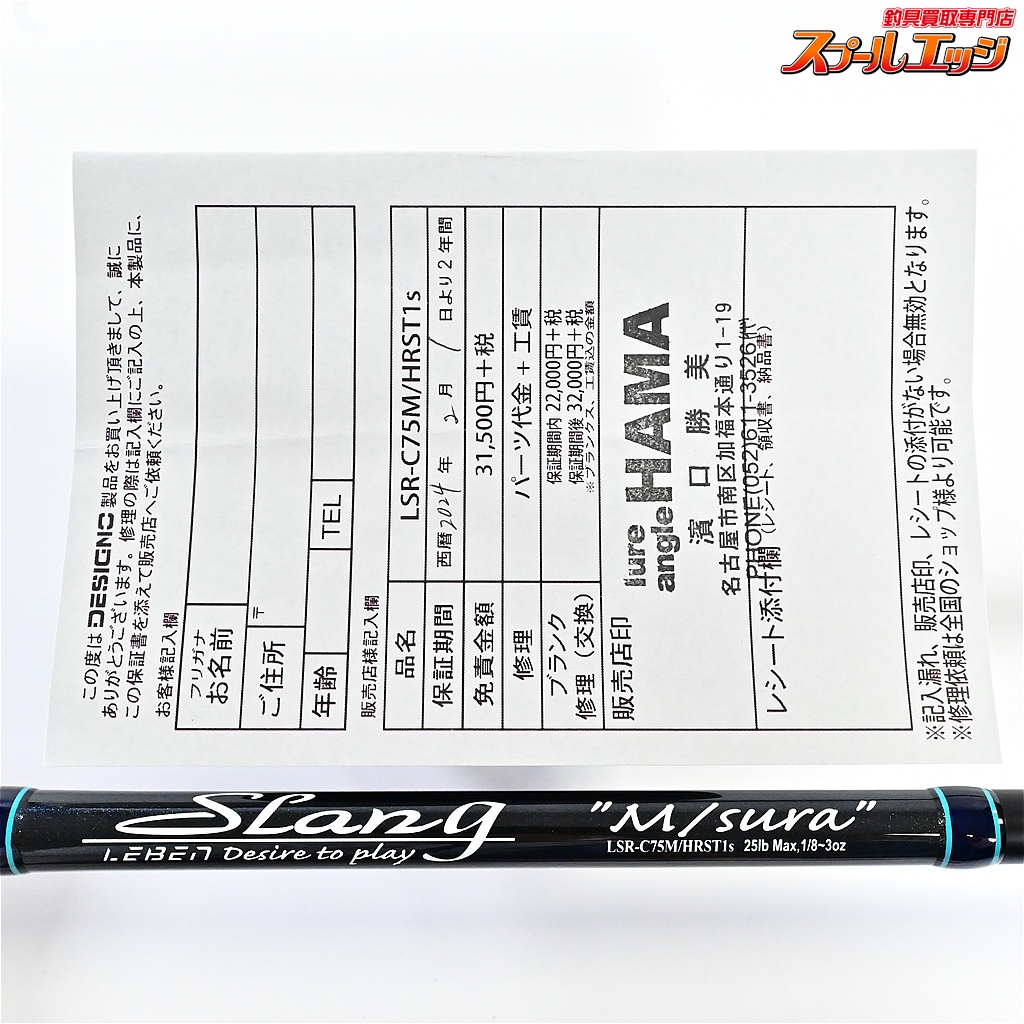 釣具買取専門店
スプールエッジ
この度は DESIGNO 製品をお買い上げ頂きまして、誠に
ありがとうございます。修理の際は記入欄にご記入の上、本製品に、
この保証書を添えて販売店へご依頼ください。
お客様記入欄
フリガナ
お名前
ご住所 〒
年齢 TEL
販売店様記入欄
品名 LSR-C75M/HRST1s
保証期間 西暦2024年 2月 1日より2年間
免責金額 31,500円＋税
修理 パーツ代金 + 工賃
ブランク
修理（交換）
保証期間内 22,000円＋税
保証期間後 32,000円＋税
※ブランクス、工賃込の金額
販売店印
lure
angle HAMA
濱口勝美
名古屋市南区加福本通り1-19
PHONE(052)611-3526(代)
レシート添付欄（レシート、領収書、納品書）
※記入漏れ、販売店印、レシートの添付がない場合無効となります。
※修理依頼は全国のショップ様より可能です。
SLang "M/sura"
LEBEN Desire to play
LSR-C75M/HRST1s 25lb Max,1/8~3oz